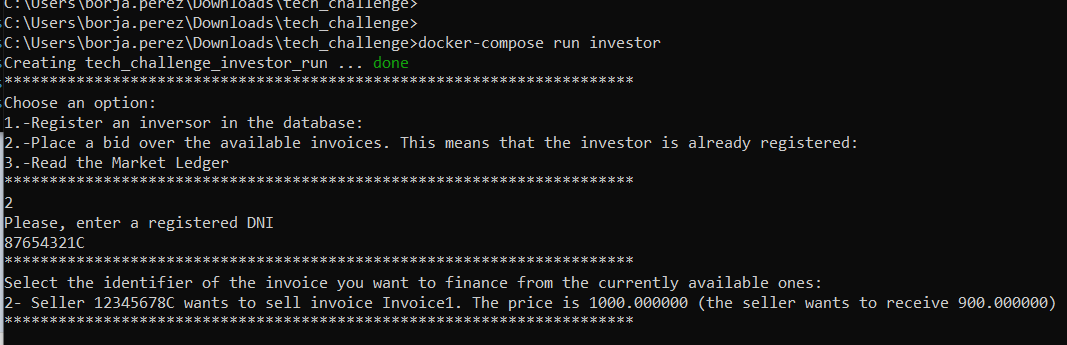 C:\Users\borja.perez\Downloads\tech_challenge>
C:\Users\borja.perez\Downloads\tech_challenge>
C:\Users\borja.perez\Downloads\tech_challenge>docker-compose run investor
Creating tech_challenge_investor_run ... done
**********************************************************************
Choose an option:
1.-Register an inversor in the database:
2.-Place a bid over the available invoices. This means that the investor is already registered:
3.-Read the Market Ledger
**********************************************************************
2
Please, enter a registered DNI
87654321C
**********************************************************************
Select the identifier of the invoice you want to finance from the currently available ones:
2- Seller 12345678C wants to sell invoice Invoice1. The price is 1000.000000 (the seller wants to receive 900.000000)
**********************************************************************